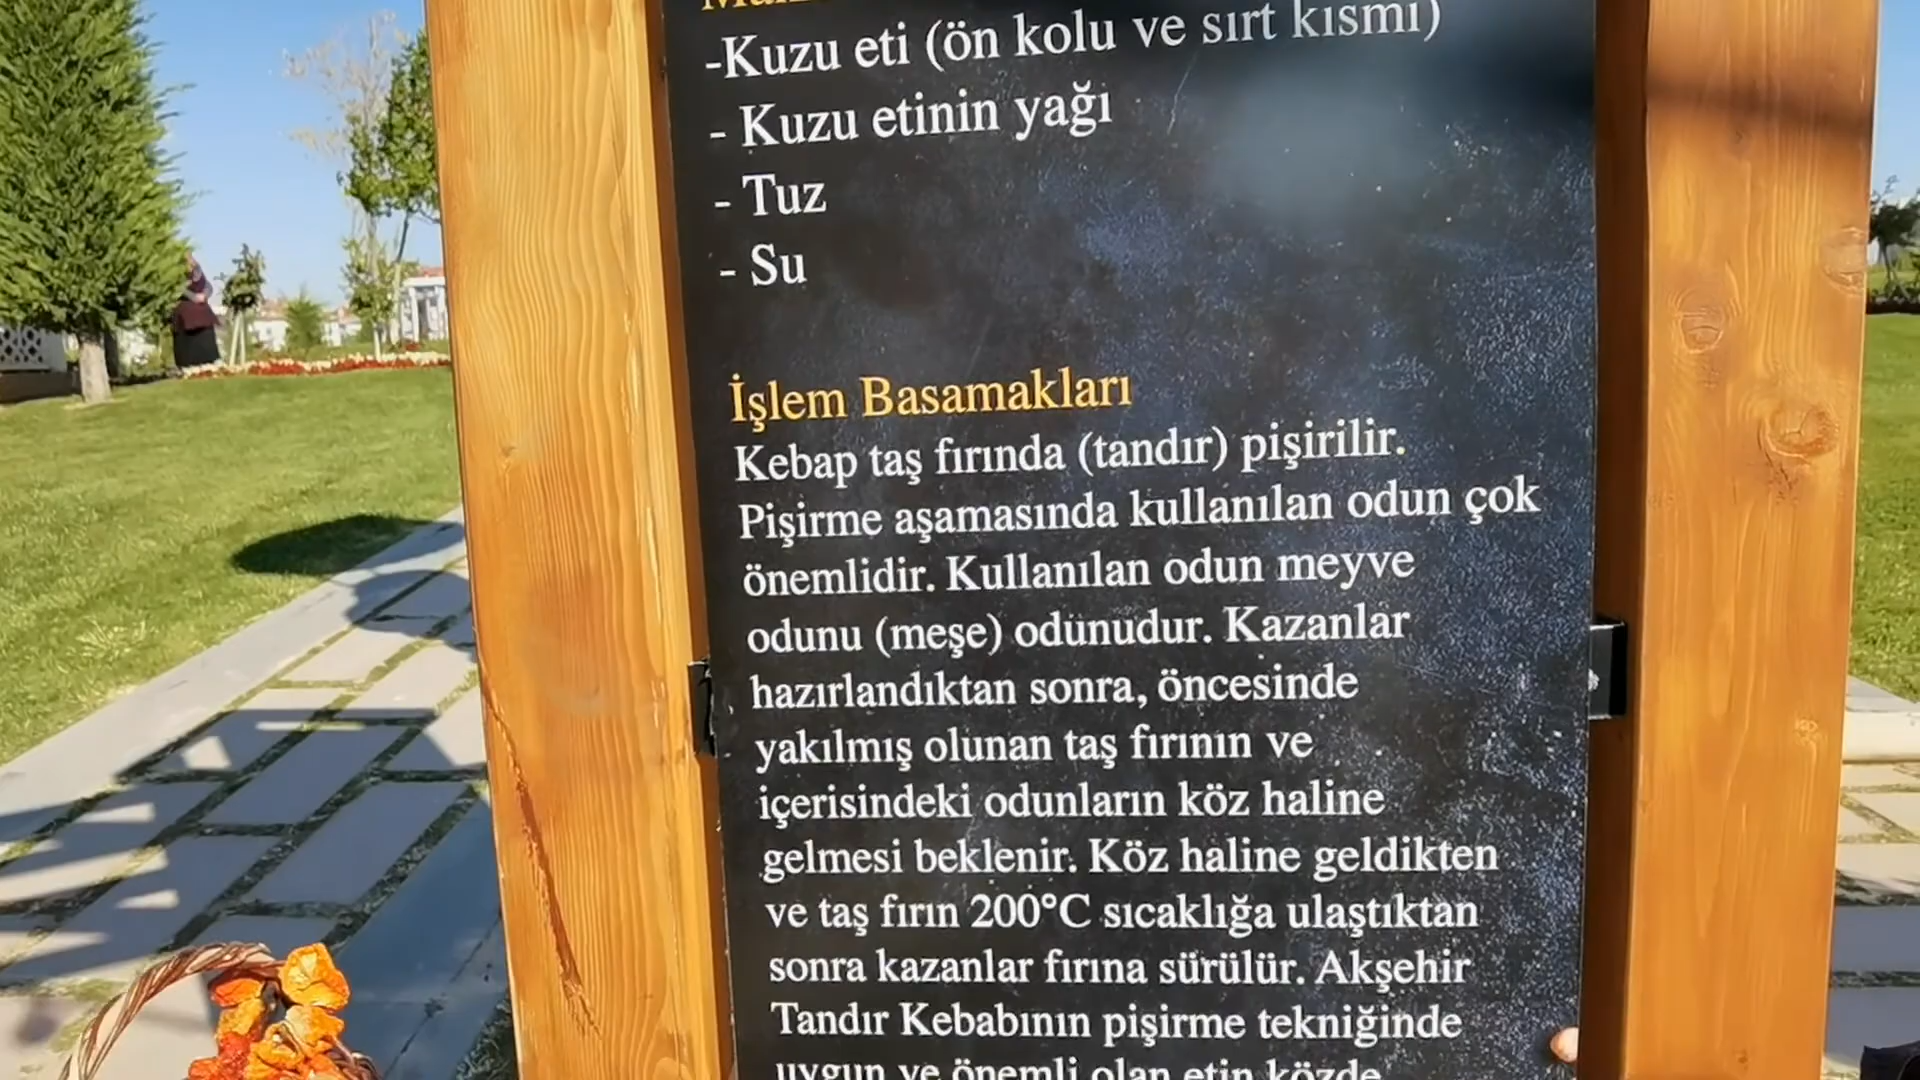 -Kuzu eti (ön kolu ve sırt kısmı)
- Kuzu etinin yağı
- Tuz
- Su
İşlem Basamakları
Kebap taş fırında (tandır) pişirilir.
Pişirme aşamasında kullanılan odun çok
önemlidir. Kullanılan odun meyve
odunu (meşe) odunudur. Kazanlar
hazırlandıktan sonra, öncesinde
yakılmış olunan taş fırının ve
içerisindeki odunların köz haline
gelmesi beklenir. Köz haline geldikten
ve taş fırın 200°C sıcaklığa ulaştıktan
sonra kazanlar fırına sürülür. Akşehir
Tandır Kebabının pişirme tekniğinde
uygun ve önemli olan etin közde